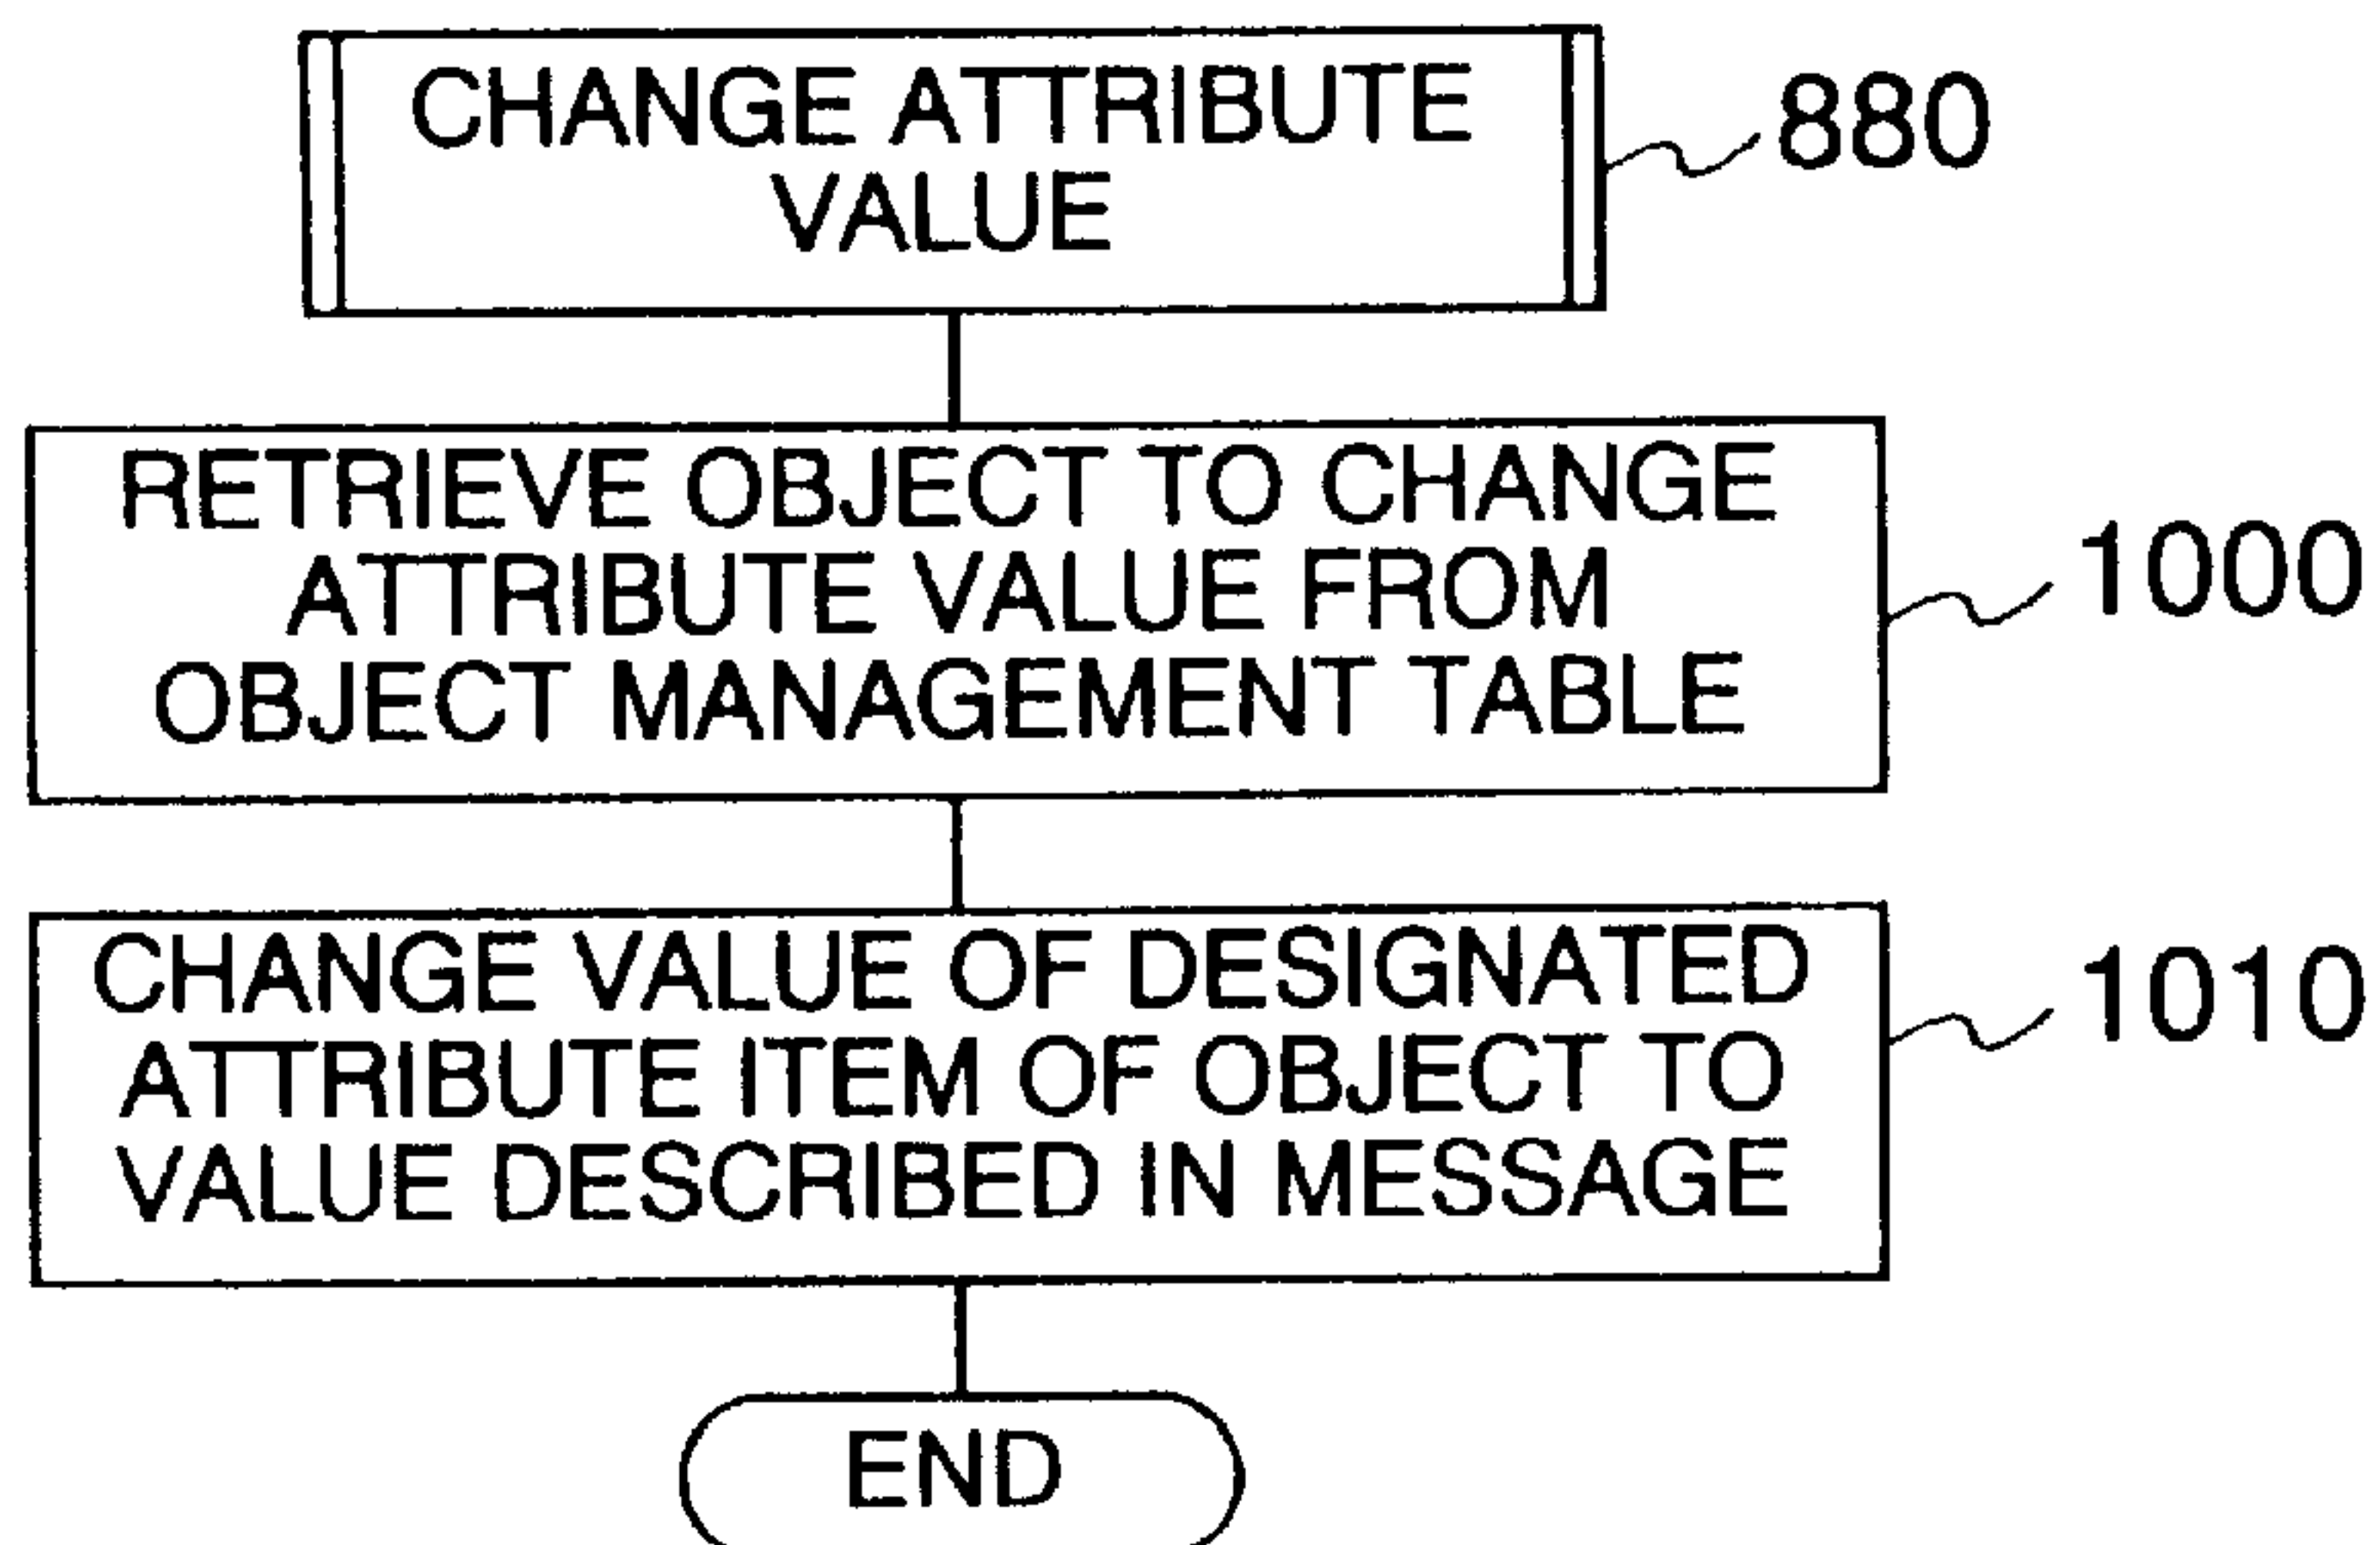 CHANGE ATTRIBUTE
VALUE
880
RETRIEVE OBJECT TO CHANGE
ATTRIBUTE VALUE FROM
OBJECT MANAGEMENT TABLE
1000
CHANGE VALUE OF DESIGNATED
ATTRIBUTE ITEM OF OBJECT TO
VALUE DESCRIBED IN MESSAGE
1010
END